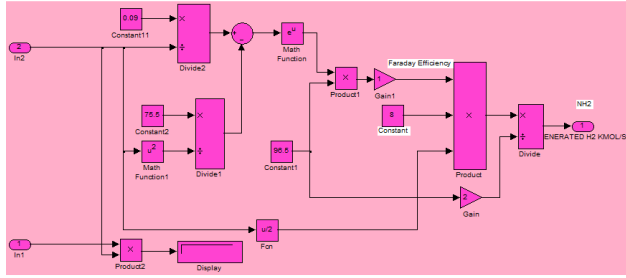 0.09
×
÷
Constant11
Divide2
2
In2
+
−
e^u
Math
Function
×
Product1
1
Gain1
Faraday Efficiency
75.5
Constant2
×
÷
Divide1
u^2
Math
Function1
96.5
Constant1
8
Constant
×
Product
×
÷
Divide
NH2
1
ENERATED H2 KMOL/S
2
Gain
u/2
Fcn
1
In1
×
Product2
Display